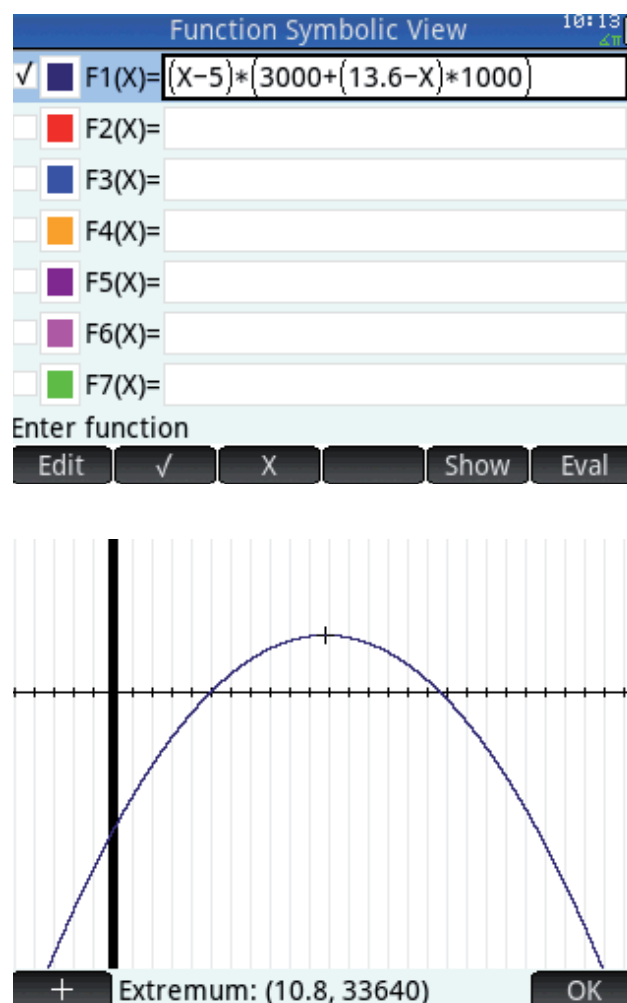 Function Symbolic View 10:13
∡π
√ F1(X)= (X−5)*(3000+(13.6−X)*1000)
F2(X)=
F3(X)=
F4(X)=
F5(X)=
F6(X)=
F7(X)=
Enter function
Edit √ X Show Eval
+ Extremum: (10.8, 33640) OK